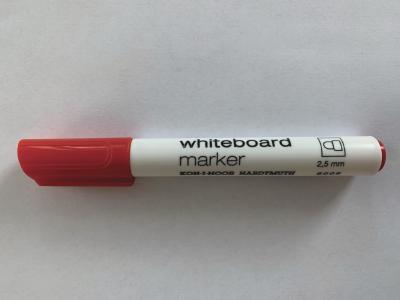 whiteboard
marker
2,5 mm
KOH-I-NOOR HARDTMUTH